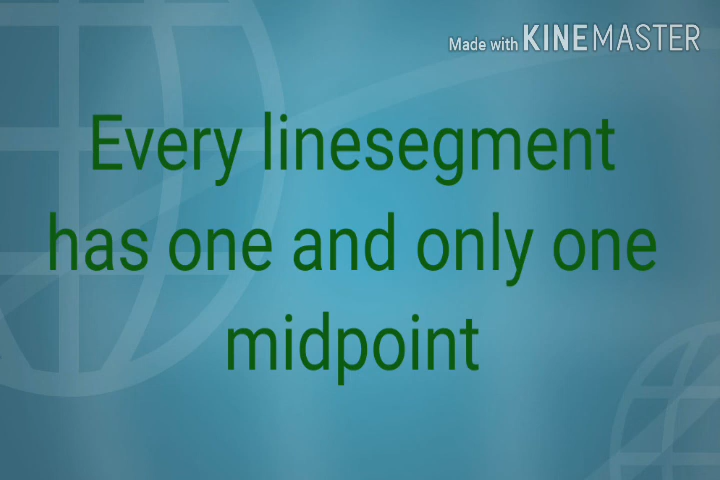 Made with KINEMASTER
Every linesegment
has one and only one
midpoint